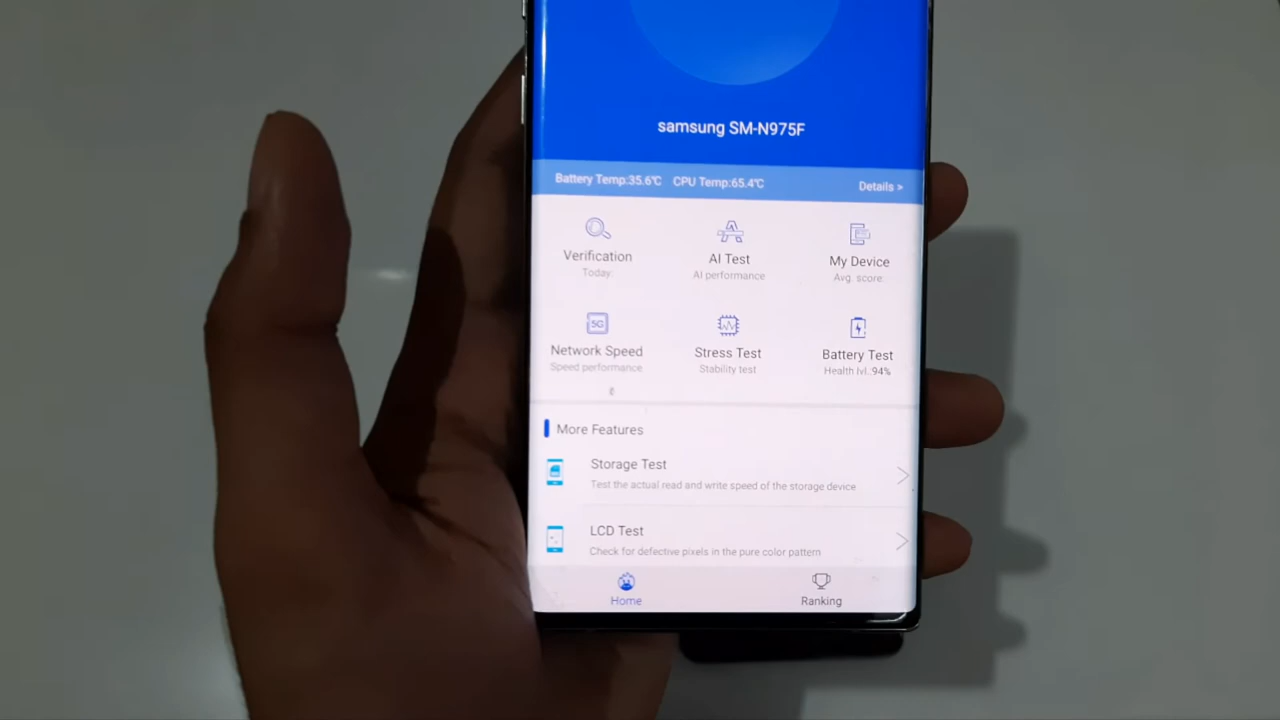 samsung SM-N975F
Battery Temp:35.6℃ CPU Temp:65.4℃ Details >
Verification
Today:
AI Test
AI performance
My Device
Avg. score:
5G
Network Speed
Speed performance
Stress Test
Stability test
Battery Test
Health lvl.:94%
More Features
Storage Test
Test the actual read and write speed of the storage device
LCD Test
Check for defective pixels in the pure color pattern
Home
Ranking